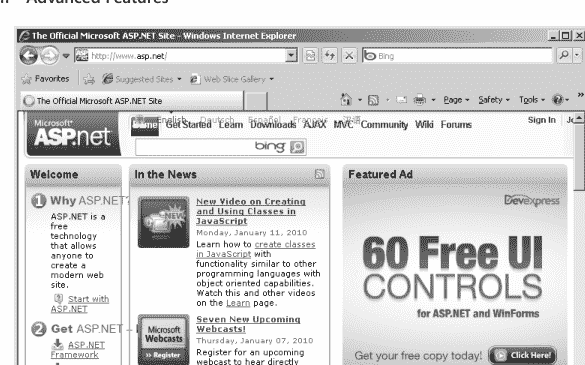 Advanced Features
The Official Microsoft ASP.NET Site - Windows Internet Explorer
http://www.asp.net/
Bing
Favorites
Suggested Sites
Web Slice Gallery
The Official Microsoft ASP.NET Site
Page
Safety
Tools
English Deutsch Español Français
Sign In
Microsoft
ASP.net
Home Get Started Learn Downloads AJAX MVC Community Wiki Forums
bing
Welcome
1 Why ASP.NET?
ASP.NET is a
free
technology
that allows
anyone to
create a
modern web
site.
Start with
ASP.NET
2 Get ASP.NET
ASP.NET
Framework
In the News
NEW
New Video on Creating
and Using Classes in
JavaScript
Monday, January 11, 2010
Learn how to create classes
in JavaScript with
functionality similar to other
programming languages with
object oriented capabilities.
Watch this and other videos
on the Learn page.
Microsoft
Webcasts
» Register
Seven New Upcoming
Webcasts!
Thursday, January 07, 2010
Register for an upcoming
webcast to hear directly
Featured Ad
DevExpress
60 Free UI
CONTROLS
for ASP.NET and WinForms
Get your free copy today!
Click Here!